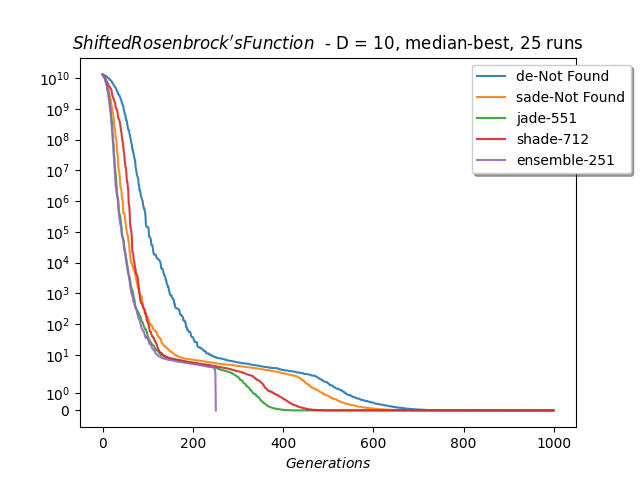 ShiftedRosenbrock'sFunction - D = 10, median-best, 25 runs
de-Not Found
sade-Not Found
jade-551
shade-712
ensemble-251
10¹⁰
10⁹
10⁸
10⁷
10⁶
10⁵
10⁴
10³
10²
10¹
10⁰
0
0 200 400 600 800 1000
Generations